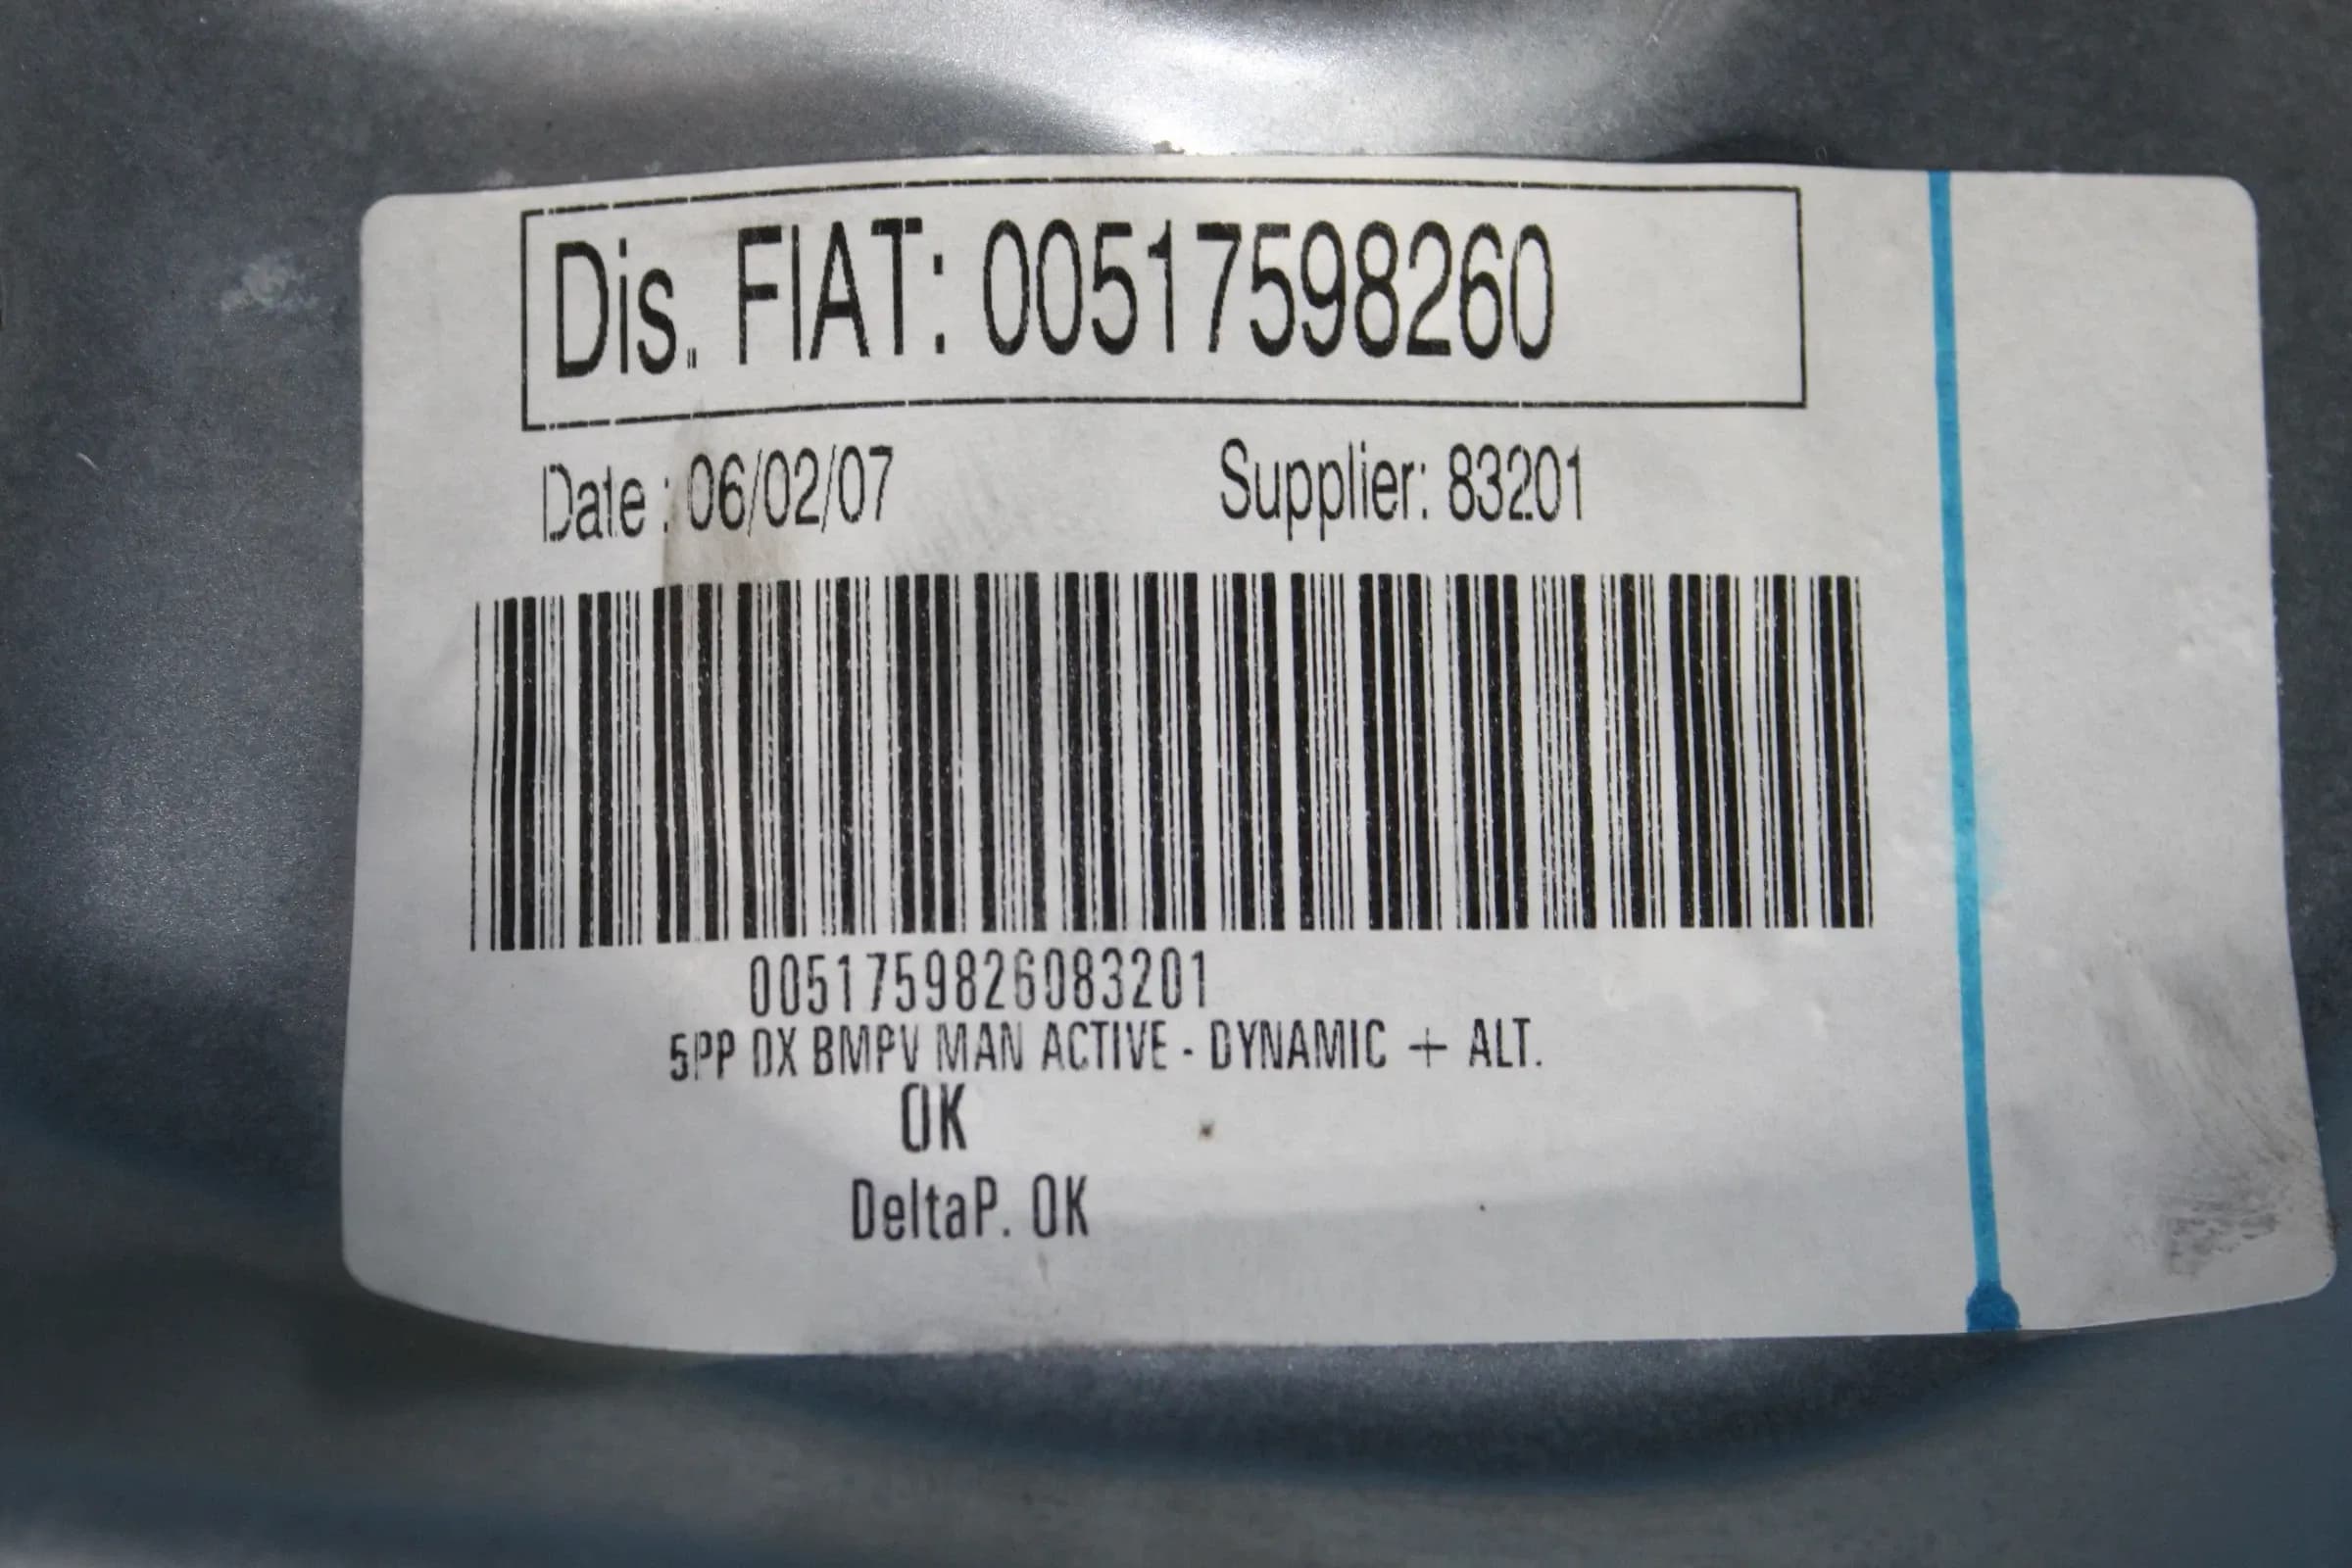 Dis. FIAT: 00517598260
Date : 06/02/07 Supplier: 83201
0051759826083201
5PP DX BMPV MAN ACTIVE - DYNAMIC + ALT.
OK
DeltaP. OK